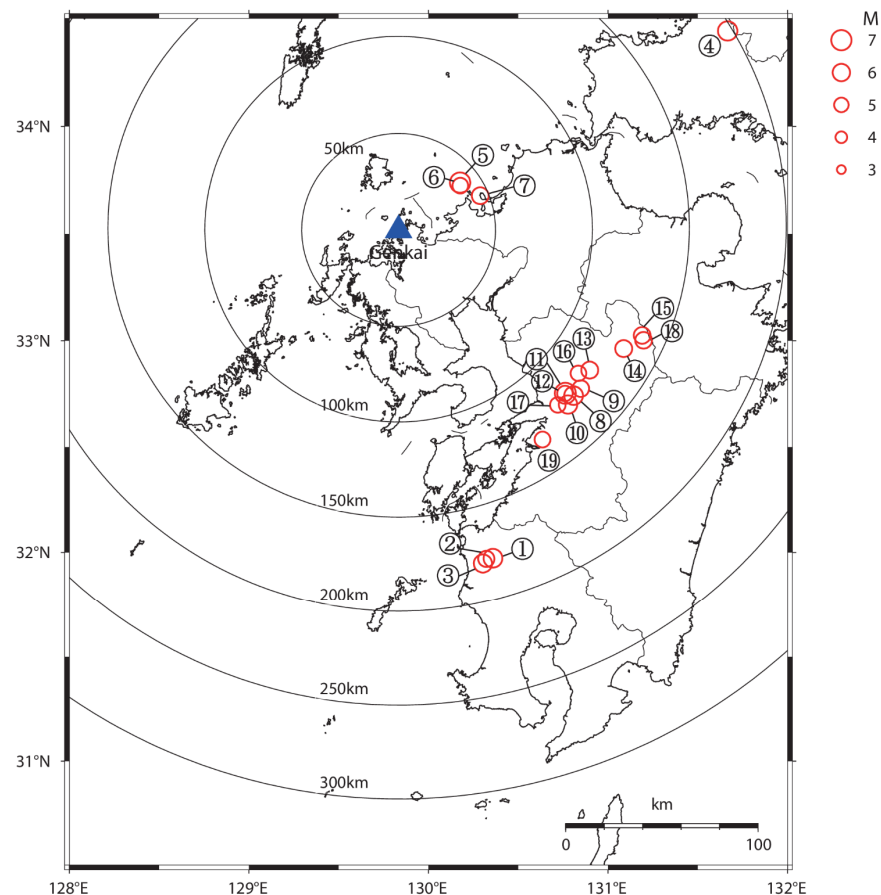 M
7
6
5
4
3
④
34°N
50km
⑤
⑥
⑦
Genkai
33°N
⑮
⑬
⑱
⑯
⑪
⑭
⑫
⑰
⑨
⑧
100km
⑩
⑲
150km
32°N
②
①
③
200km
250km
31°N
300km
km
0
100
128°E
129°E
130°E
131°E
132°E